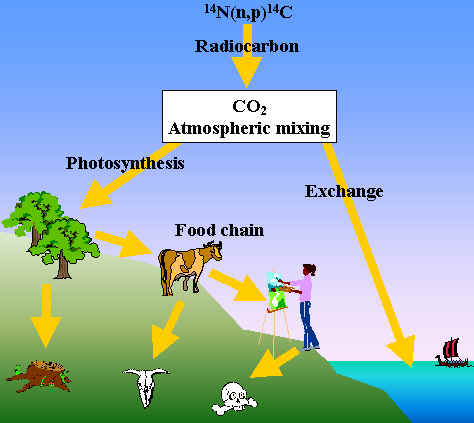 ¹⁴N(n,p)¹⁴C
Radiocarbon
CO₂
Atmospheric mixing
Photosynthesis
Exchange
Food chain